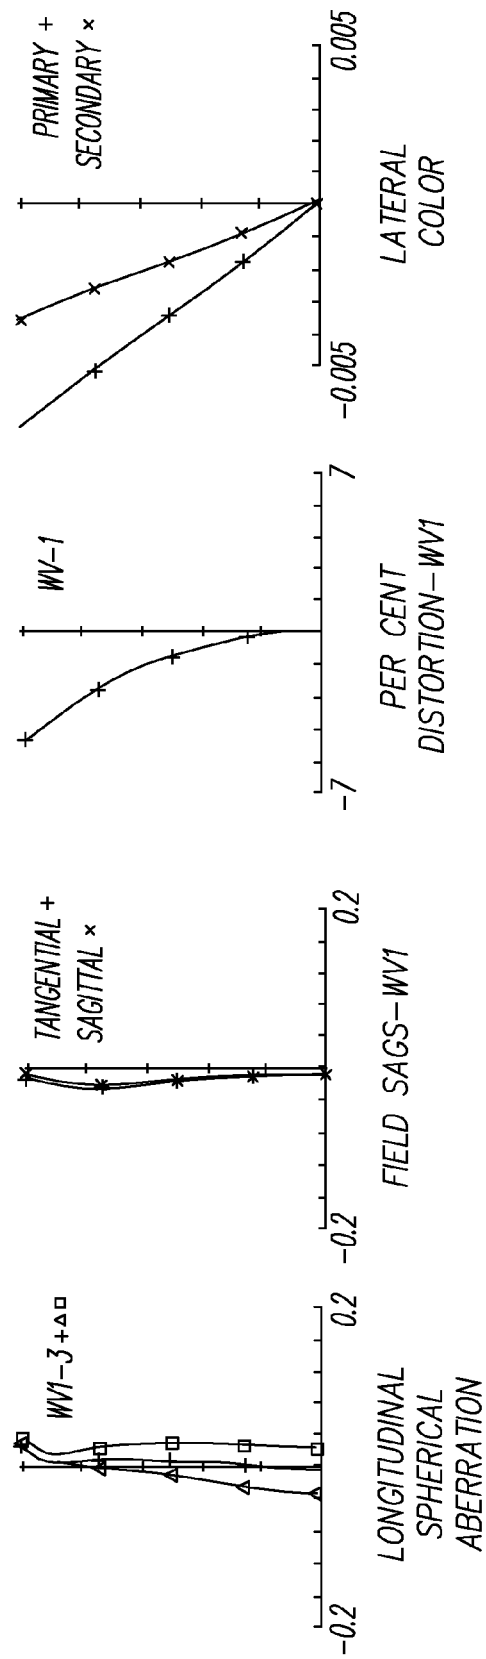 WV1-3 +△□
-0.2
0.2
LONGITUDINAL
SPHERICAL
ABERRATION
TANGENTIAL +
SAGITTAL ×
-0.2
0.2
FIELD SAGS-WV1
WV-1
-7
7
PER CENT
DISTORTION-WV1
PRIMARY +
SECONDARY ×
-0.005
0.005
LATERAL
COLOR